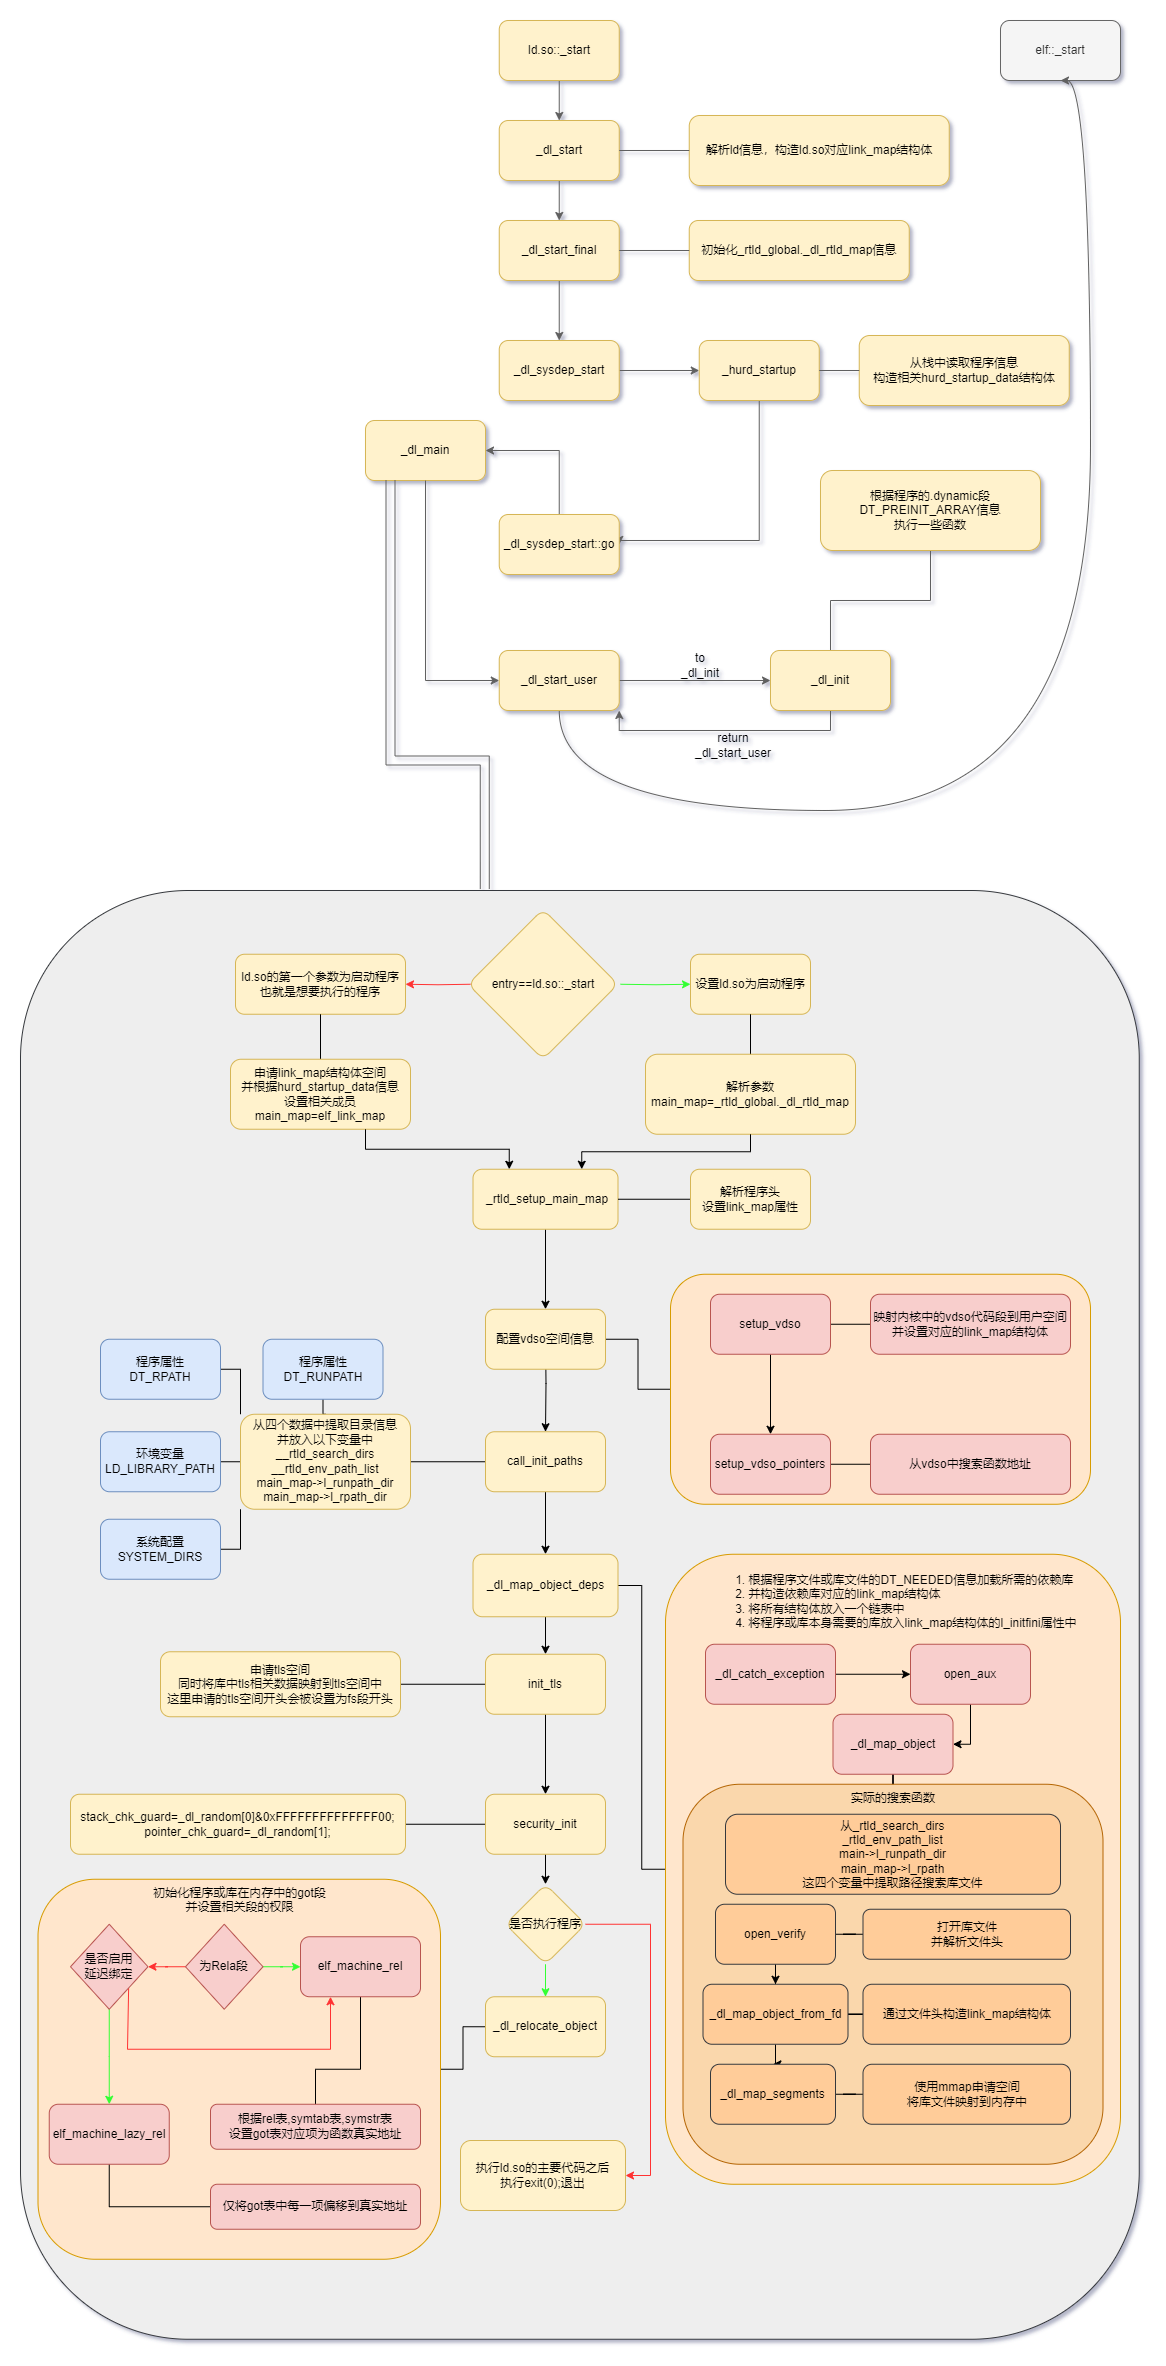 ld.so::_start
elf::_start
_dl_start
解析ld信息，构造ld.so对应link_map结构体
_dl_start_final
初始化_rtld_global._dl_rtld_map信息
_dl_sysdep_start
_hurd_startup
从栈中读取程序信息
构造相关hurd_startup_data结构体
_dl_main
根据程序的.dynamic段
DT_PREINIT_ARRAY信息
执行一些函数
_dl_sysdep_start::go
_dl_start_user
to
_dl_init
_dl_init
return
_dl_start_user
entry==ld.so::_start
ld.so的第一个参数为启动程序
也就是想要执行的程序
设置ld.so为启动程序
申请link_map结构体空间
并根据hurd_startup_data信息
设置相关成员
main_map=elf_link_map
解析参数
main_map=_rtld_global._dl_rtld_map
_rtld_setup_main_map
解析程序头
设置link_map属性
配置vdso空间信息
setup_vdso
映射内核中的vdso代码段到用户空间
并设置对应的link_map结构体
setup_vdso_pointers
从vdso中搜索函数地址
程序属性
DT_RPATH
程序属性
DT_RUNPATH
环境变量
LD_LIBRARY_PATH
从四个数据中提取目录信息
并放入以下变量中
__rtld_search_dirs
__rtld_env_path_list
main_map->l_runpath_dir
main_map->l_rpath_dir
call_init_paths
系统配置
SYSTEM_DIRS
_dl_map_object_deps
1. 根据程序文件或库文件的DT_NEEDED信息加载所需的依赖库
2. 并构造依赖库对应的link_map结构体
3. 将所有结构体放入一个链表中
4. 将程序或库本身需要的库放入link_map结构体的l_initfini属性中
_dl_catch_exception
open_aux
_dl_map_object
申请tls空间
同时将库中tls相关数据映射到tls空间中
这里申请的tls空间开头会被设置为fs段开头
init_tls
实际的搜索函数
从_rtld_search_dirs
_rtld_env_path_list
main->l_runpath_dir
main_map->l_rpath
这四个变量中提取路径搜索库文件
stack_chk_guard=_dl_random[0]&0xFFFFFFFFFFFFFF00;
pointer_chk_guard=_dl_random[1];
security_init
初始化程序或库在内存中的got段
并设置相关段的权限
是否执行程序
open_verify
打开库文件
并解析文件头
是否启用
延迟绑定
为Rela段
elf_machine_rel
_dl_relocate_object
_dl_map_object_from_fd
通过文件头构造link_map结构体
_dl_map_segments
使用mmap申请空间
将库文件映射到内存中
elf_machine_lazy_rel
根据rel表,symtab表,symstr表
设置got表对应项为函数真实地址
执行ld.so的主要代码之后
执行exit(0);退出
仅将got表中每一项偏移到真实地址